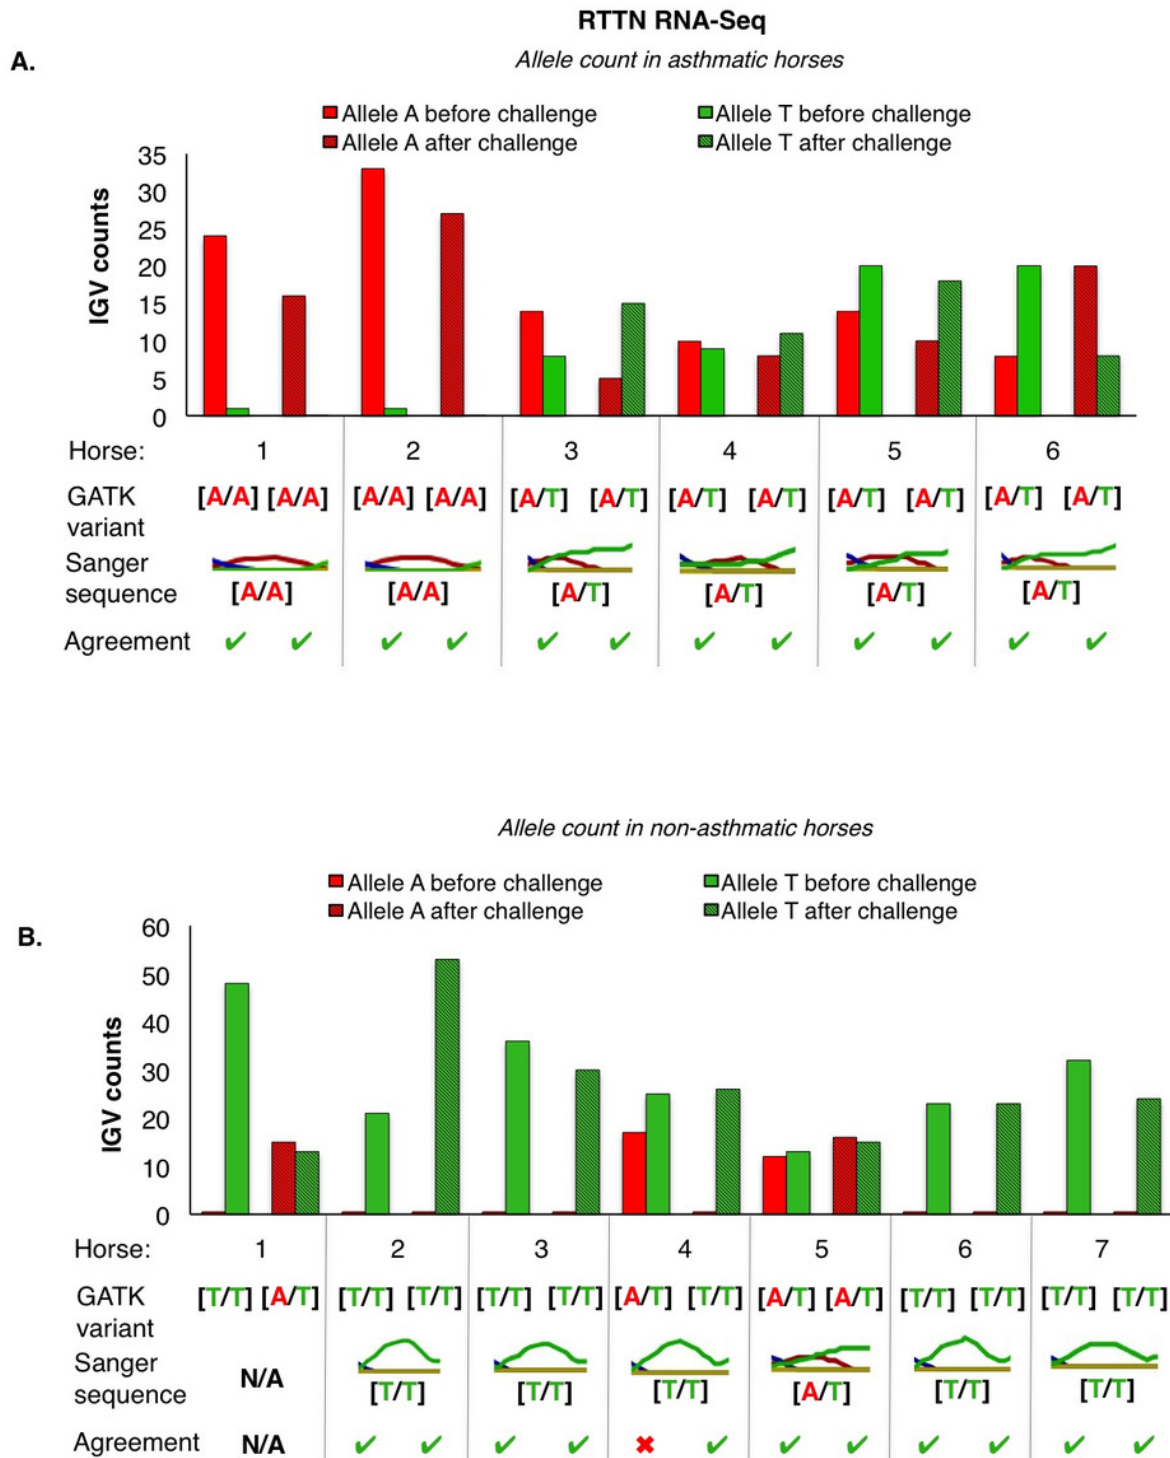 RTTN RNA-Seq
A.
Allele count in asthmatic horses
Allele A before challenge Allele T before challenge
Allele A after challenge Allele T after challenge
IGV counts
35
30
25
20
15
10
5
0
Horse: 1 2 3 4 5 6
GATK variant [A/A] [A/A] [A/A] [A/A] [A/T] [A/T] [A/T] [A/T] [A/T] [A/T] [A/T] [A/T]
Sanger
sequence [A/A] [A/A] [A/T] [A/T] [A/T] [A/T]
Agreement ✔ ✔ ✔ ✔ ✔ ✔ ✔ ✔ ✔ ✔ ✔ ✔
Allele count in non-asthmatic horses
Allele A before challenge Allele T before challenge
Allele A after challenge Allele T after challenge
B.
IGV counts
60
50
40
30
20
10
0
Horse: 1 2 3 4 5 6 7
GATK variant [T/T] [A/T] [T/T] [T/T] [T/T] [T/T] [A/T] [T/T] [A/T] [A/T] [T/T] [T/T] [T/T] [T/T]
Sanger
sequence N/A [T/T] [T/T] [T/T] [A/T] [T/T] [T/T]
Agreement N/A ✔ ✔ ✔ ✔ ✖ ✔ ✔ ✔ ✔ ✔ ✔ ✔